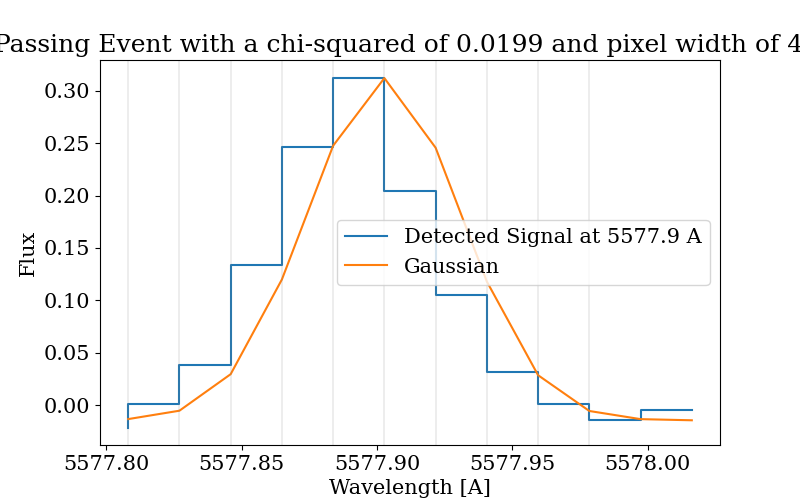 Passing Event with a chi-squared of 0.0199 and pixel width of 4
Flux
0.30
0.25
0.20
0.15
0.10
0.05
0.00
Detected Signal at 5577.9 A
Gaussian
5577.80 5577.85 5577.90 5577.95 5578.00
Wavelength [A]